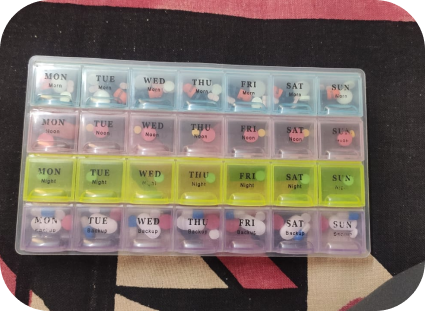 MON TUE WED THU FRI SAT SUN
Morn Morn Morn Morn Morn Morn Morn
MON TUE WED THU FRI SAT SUN
Noon Noon Noon Noon Noon Noon Noon
MON TUE WED THU FRI SAT SUN
Night Night Night Night Night Night
MON TUE WED THU FRI SAT SUN
Backup Backup Backup Backup Backup Backup Backup